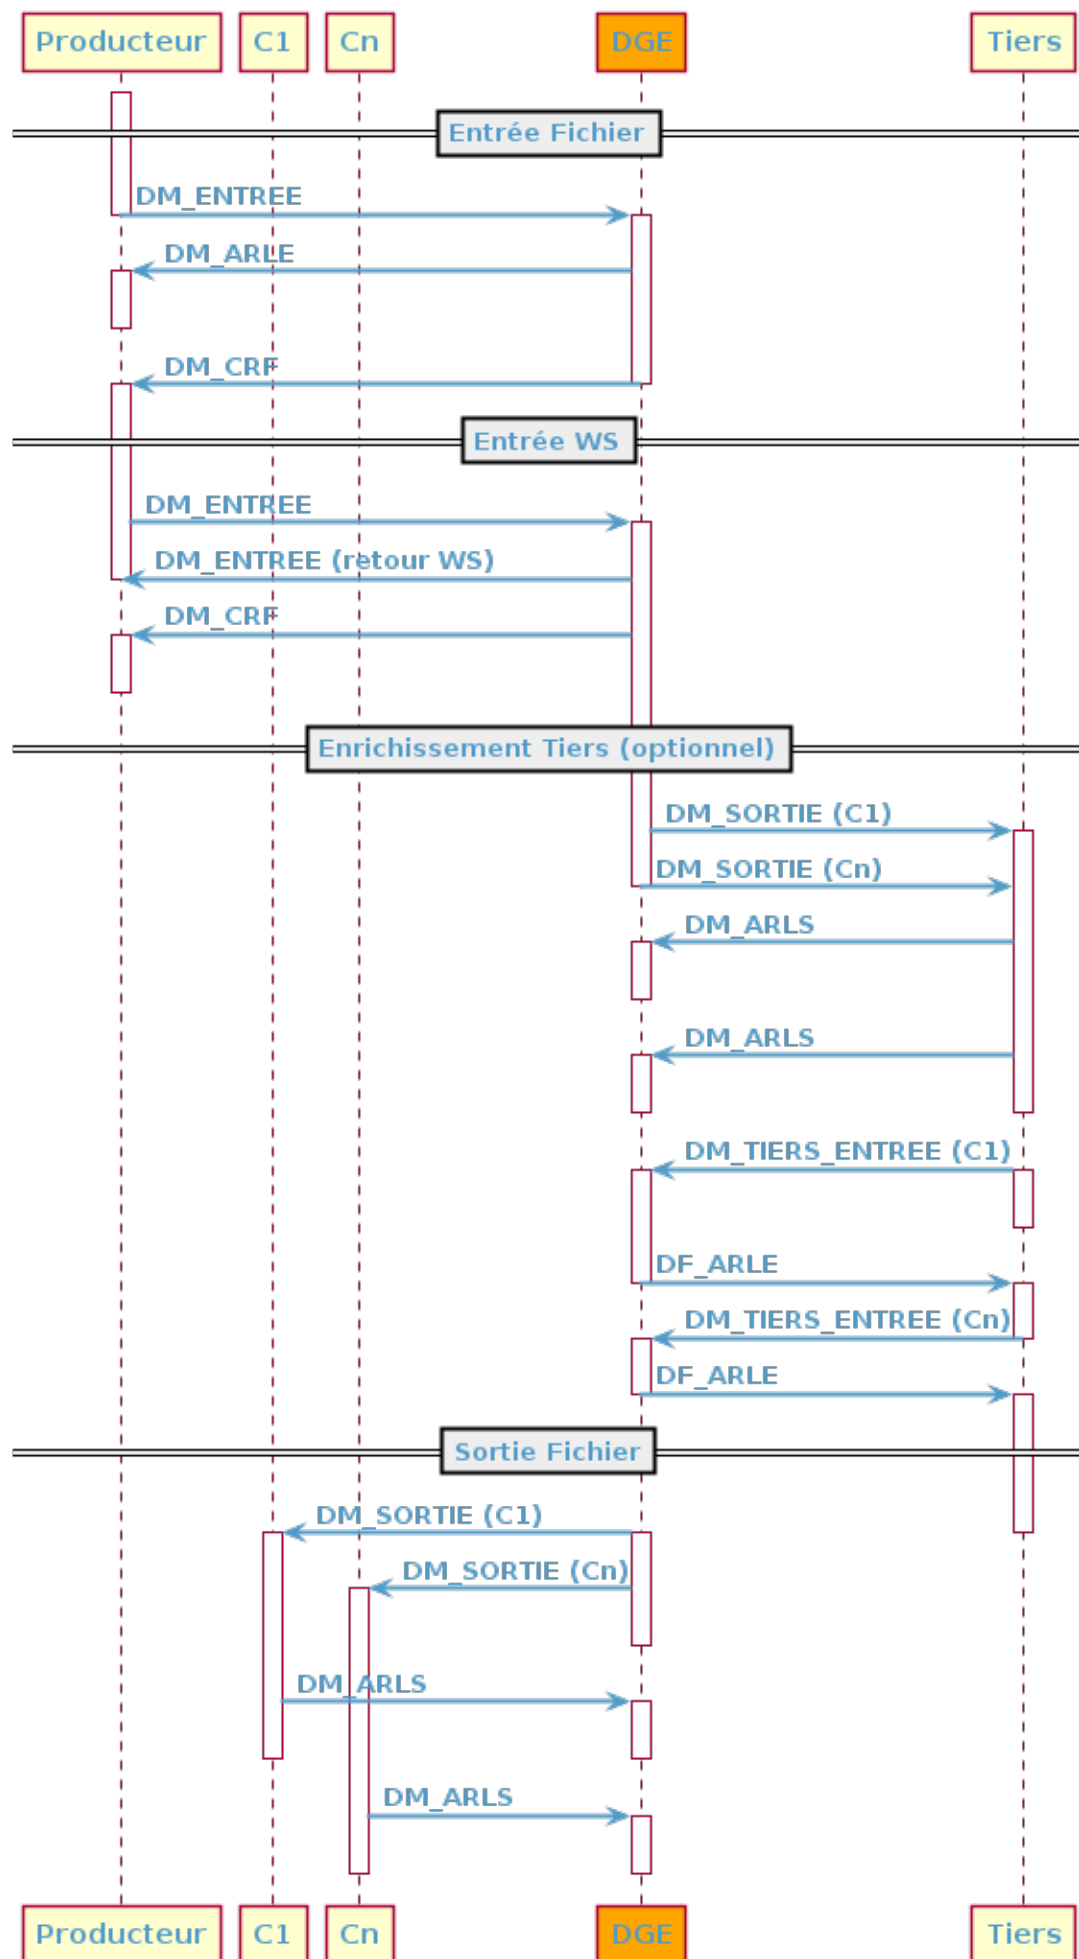 Producteur C1 Cn DGE Tiers
Entrée Fichier
DM_ENTREE
DM_ARLE
DM_CRF
Entrée WS
DM_ENTREE
DM_ENTREE (retour WS)
DM_CRF
Enrichissement Tiers (optionnel)
DM_SORTIE (C1)
DM_SORTIE (Cn)
DM_ARLS
DM_ARLS
DM_TIERS_ENTREE (C1)
DF_ARLE
DM_TIERS_ENTREE (Cn)
DF_ARLE
Sortie Fichier
DM_SORTIE (C1)
DM_SORTIE (Cn)
DM_ARLS
DM_ARLS
Producteur C1 Cn DGE Tiers